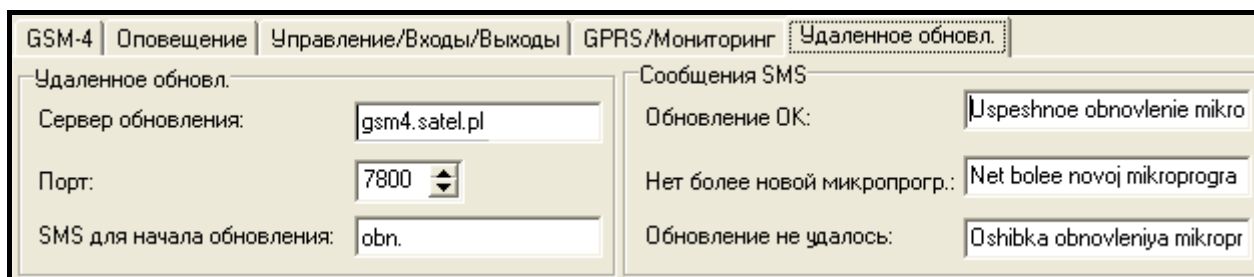 GSM-4 Оповещение Управление/Входы/Выходы GPRS/Мониторинг Удаленное обновл.
Удаленное обновл.
Сервер обновления: gsm4.satel.pl
Порт: 7800
SMS для начала обновления: obn.
Сообщения SMS
Обновление ОК: Uspeshnoe obnovlenie mikro
Нет более новой микропрогр.: Net bolee novoj mikroprogra
Обновление не удалось: Oshibka obnovleniya mikropr